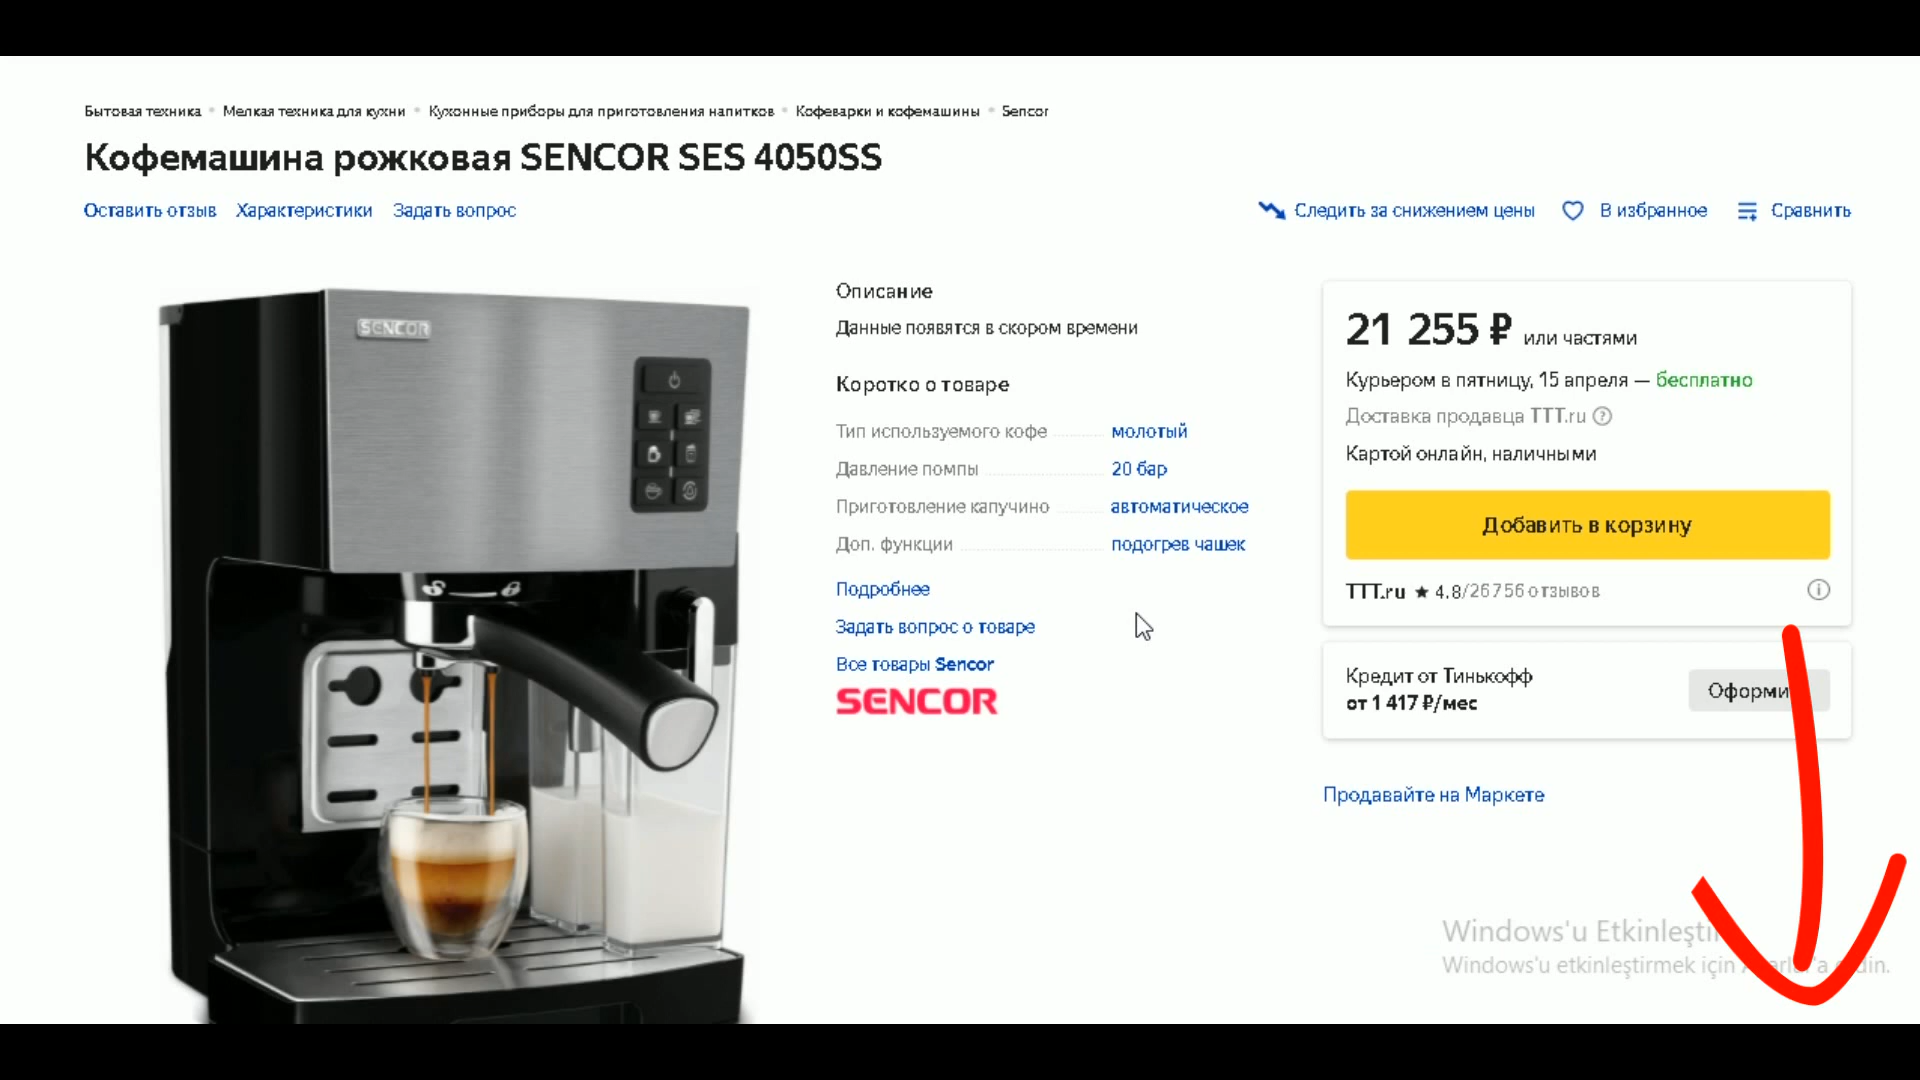 Бытовая техника • Мелкая техника для кухни • Кухонные приборы для приготовления напитков • Кофеварки и кофемашины • Sencor
Кофемашина рожковая SENCOR SES 4050SS
Оставить отзыв Характеристики Задать вопрос
Следить за снижением цены В избранное Сравнить
SENCOR
Описание
Данные появятся в скором времени
Коротко о товаре
Тип используемого кофе молотый
Давление помпы 20 бар
Приготовление капучино автоматическое
Доп. функции подогрев чашек
Подробнее
Задать вопрос о товаре
Все товары Sencor
SENCOR
21 255 ₽ или частями
Курьером в пятницу, 15 апреля — бесплатно
Доставка продавца TTT.ru ?
Картой онлайн, наличными
Добавить в корзину
TTT.ru ★ 4.8/26756 отзывов
Кредит от Тинькофф
от 1 417 ₽/мес
Продавайте на Маркете
Windows'u
Windows'u etkinleştirmek için